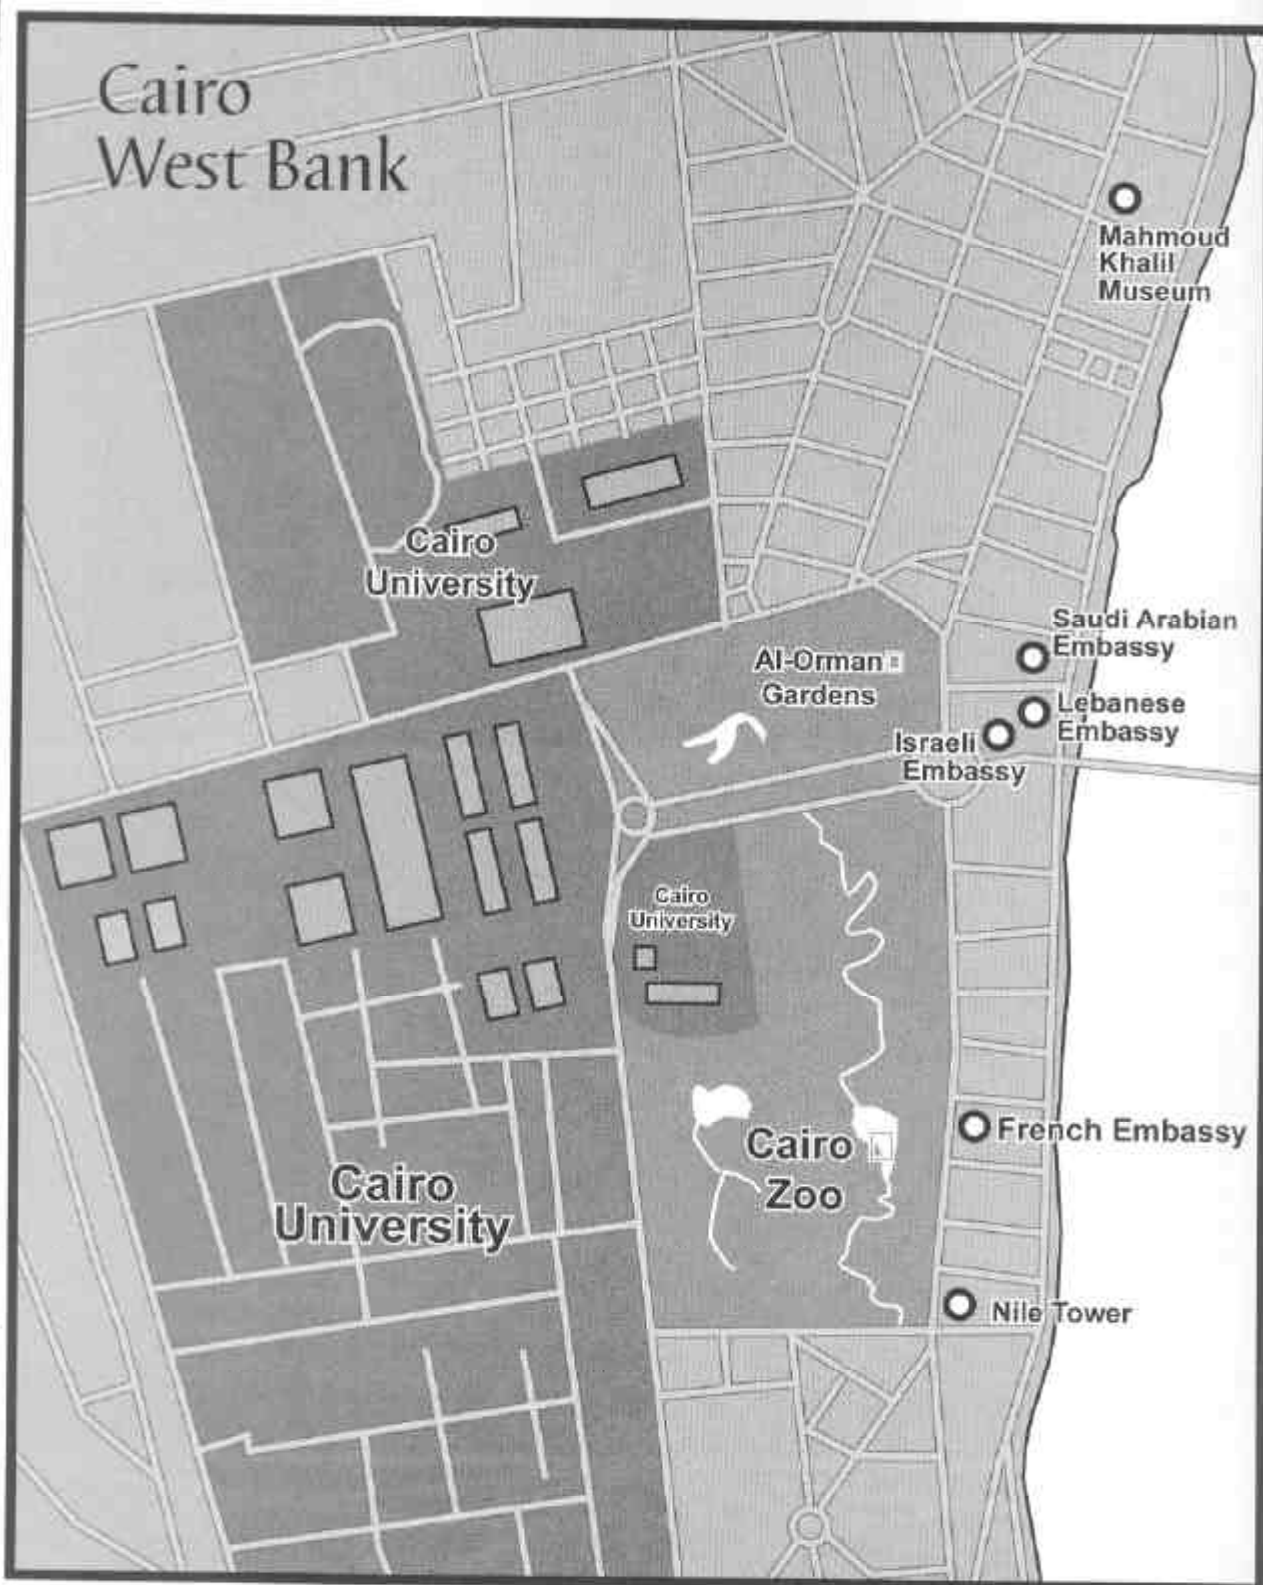 Cairo
West Bank
Mahmoud
Khalil
Museum
Cairo
University
Saudi Arabian
Embassy
Al-Orman
Gardens
Lebanese
Embassy
Israeli
Embassy
Cairo
University
French Embassy
Cairo
Zoo
Cairo
University
Nile Tower